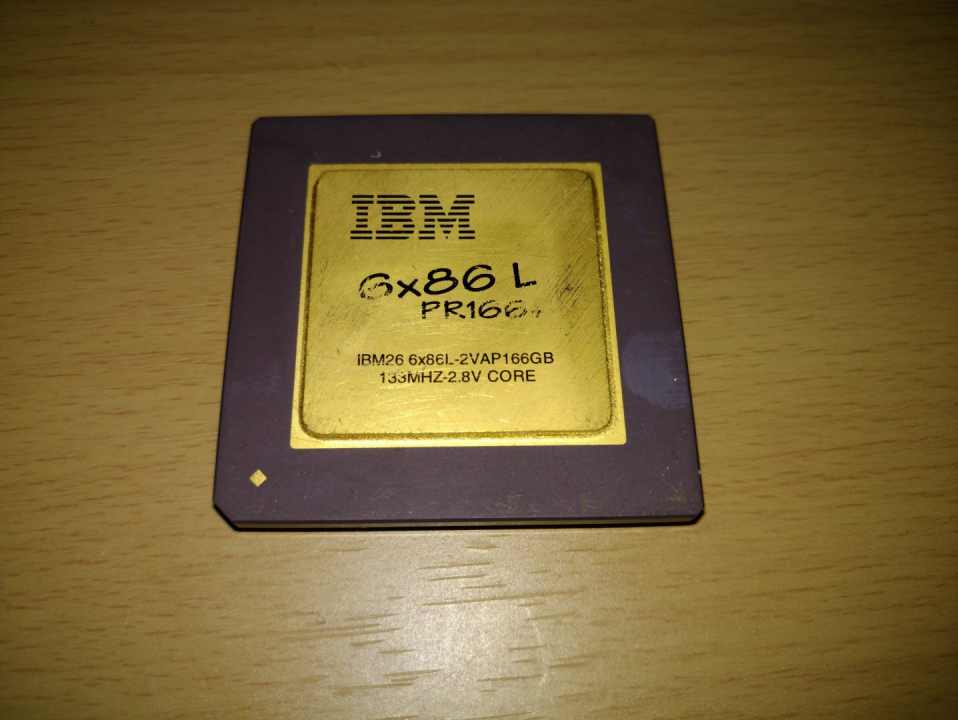 IBM
6x86 L
PR166+
IBM26 6x86L-2VAP166GB
133MHZ-2.8V CORE